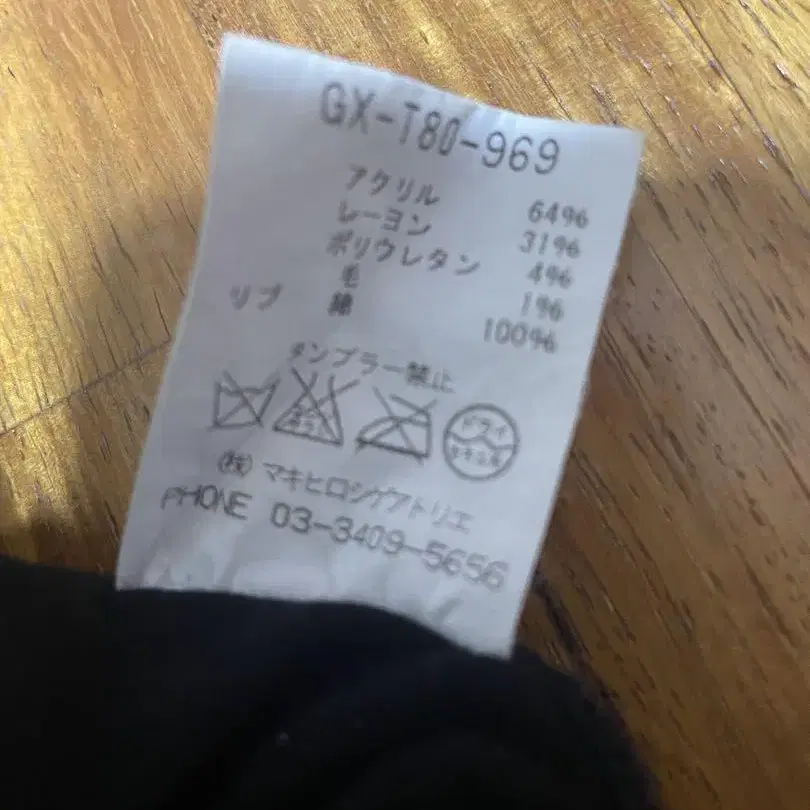 GX-T80-969
アクリル 64%
レーヨン 31%
ポリウレタン 4%
毛 1%
リブ 綿 100%
タンブラー禁止
ドライ
(株)マキヒロシゲアトリエ
PHONE 03-3409-5656